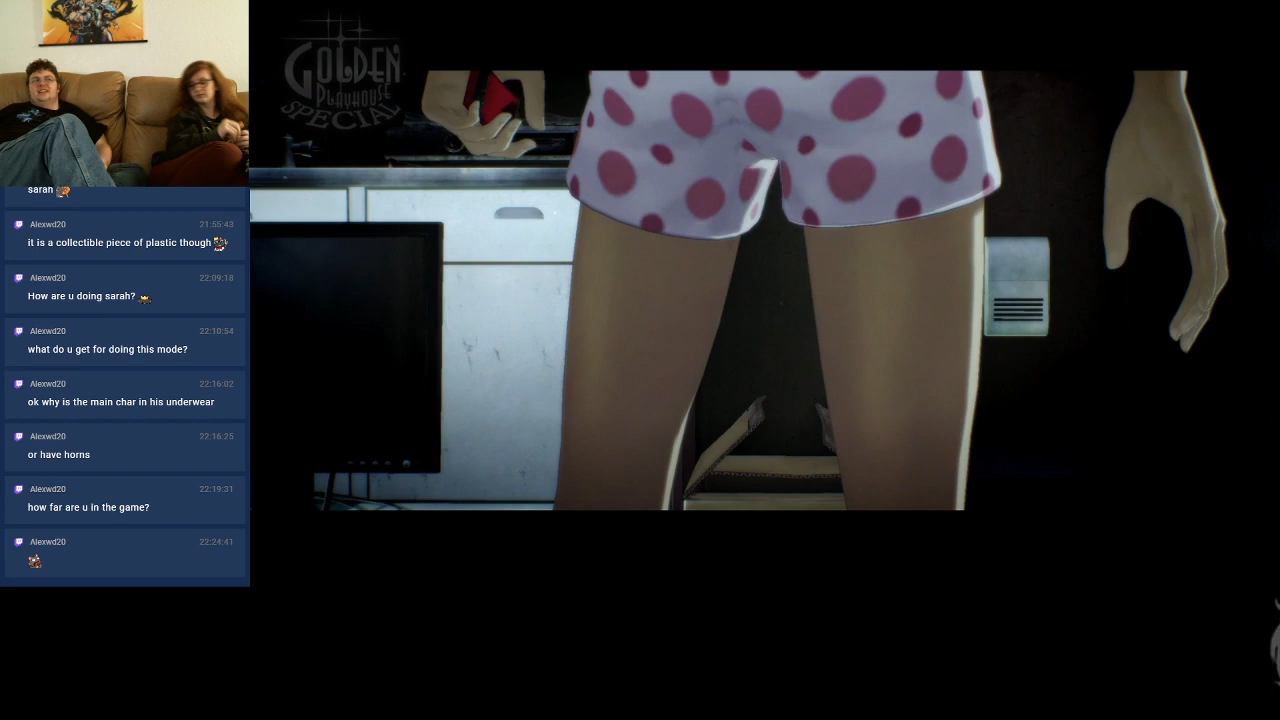 GOLDEN
PLAYHOUSE
SPECIAL
sarah
Alexwd20 21:55:43
it is a collectible piece of plastic though
Alexwd20 22:09:18
How are u doing sarah?
Alexwd20 22:10:54
what do u get for doing this mode?
Alexwd20 22:16:02
ok why is the main char in his underwear
Alexwd20 22:16:25
or have horns
Alexwd20 22:19:31
how far are u in the game?
Alexwd20 22:24:41